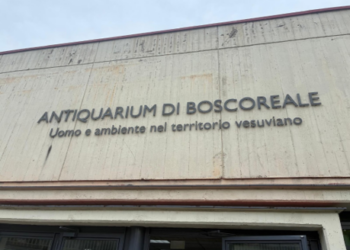 ANTIQUARIUM DI BOSCOREALE
Uomo e ambiente nel territorio vesuviano